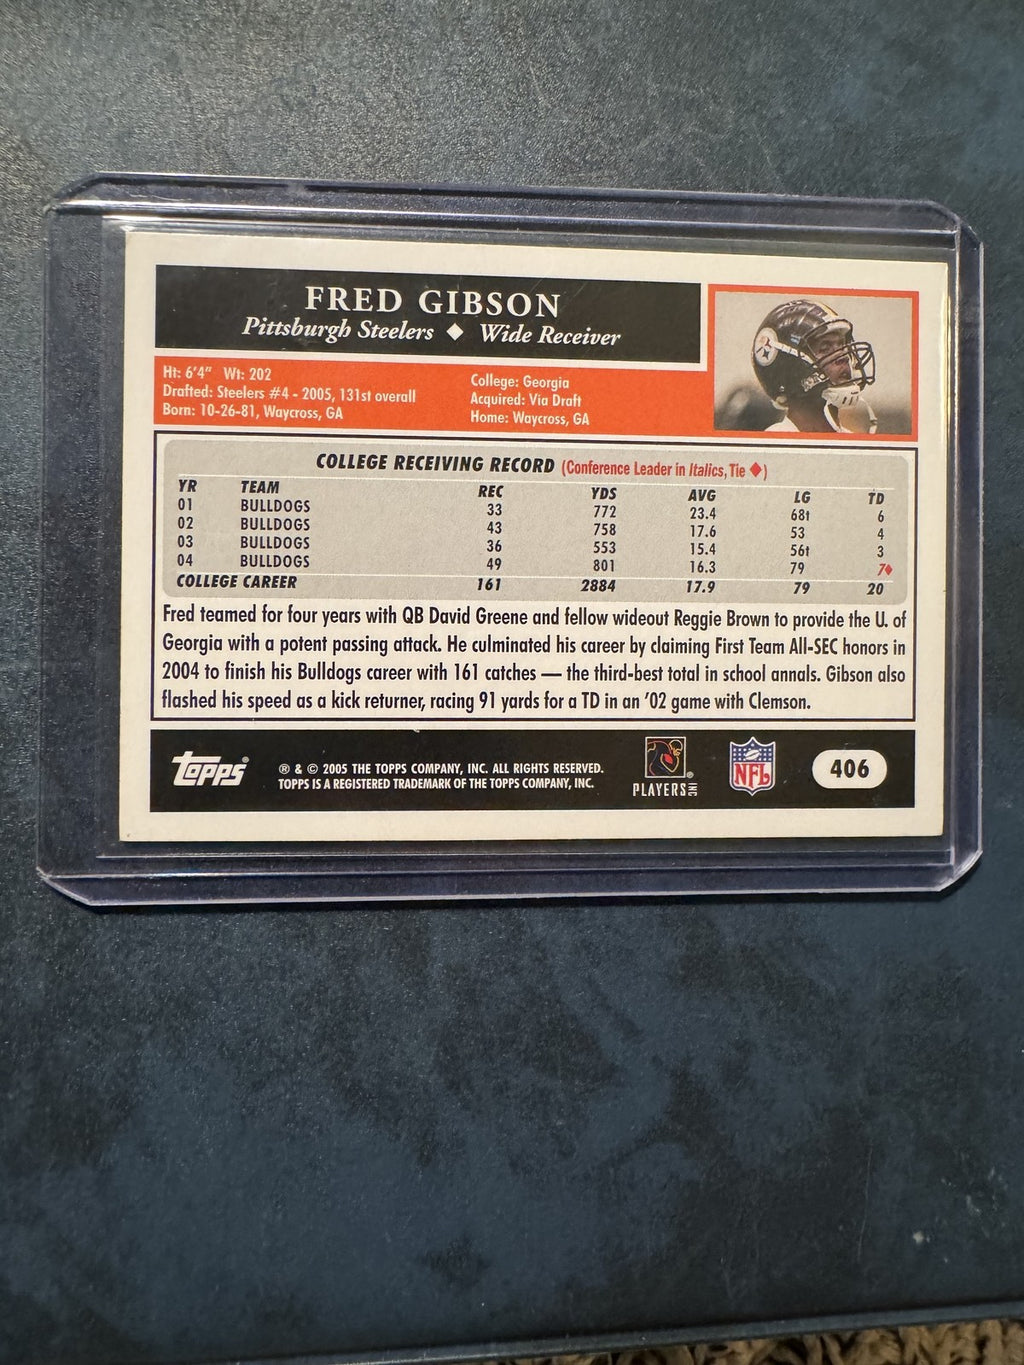 FRED GIBSON
Pittsburgh Steelers ◆ Wide Receiver
Ht: 6'4" Wt: 202
Drafted: Steelers #4 - 2005, 131st overall
Born: 10-26-81, Waycross, GA
College: Georgia
Acquired: Via Draft
Home: Waycross, GA
COLLEGE RECEIVING RECORD (Conference Leader in Italics, Tie ◆)
YR TEAM REC YDS AVG LG TD
01 BULLDOGS 33 772 23.4 68t 6
02 BULLDOGS 43 758 17.6 53 4
03 BULLDOGS 36 553 15.4 56t 3
04 BULLDOGS 49 801 16.3 79 7◆
COLLEGE CAREER 161 2884 17.9 79 20
Fred teamed for four years with QB David Greene and fellow wideout Reggie Brown to provide the U. of
Georgia with a potent passing attack. He culminated his career by claiming First Team All-SEC honors in
2004 to finish his Bulldogs career with 161 catches — the third-best total in school annals. Gibson also
flashed his speed as a kick returner, racing 91 yards for a TD in an '02 game with Clemson.
Topps®
® & © 2005 THE TOPPS COMPANY, INC. ALL RIGHTS RESERVED.
TOPPS IS A REGISTERED TRADEMARK OF THE TOPPS COMPANY, INC.
PLAYERS INC ®
NFL
406